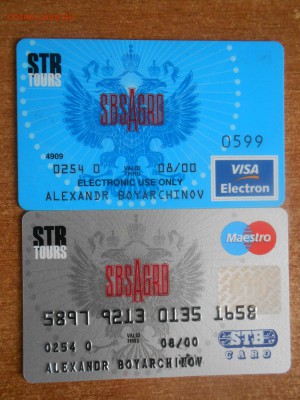 STB
TOURS
SBSAGRO
0599
4909
0254 0 VALID THRU 08/00
ELECTRONIC USE ONLY
ALEXANDR BOYARCHINOV
VISA
Electron
STB
TOURS
SBSAGRO
Maestro
5897 9213 0135 1658
0254 0 VALID THRU 08/00
ALEXANDR BOYARCHINOV
STB
CARD